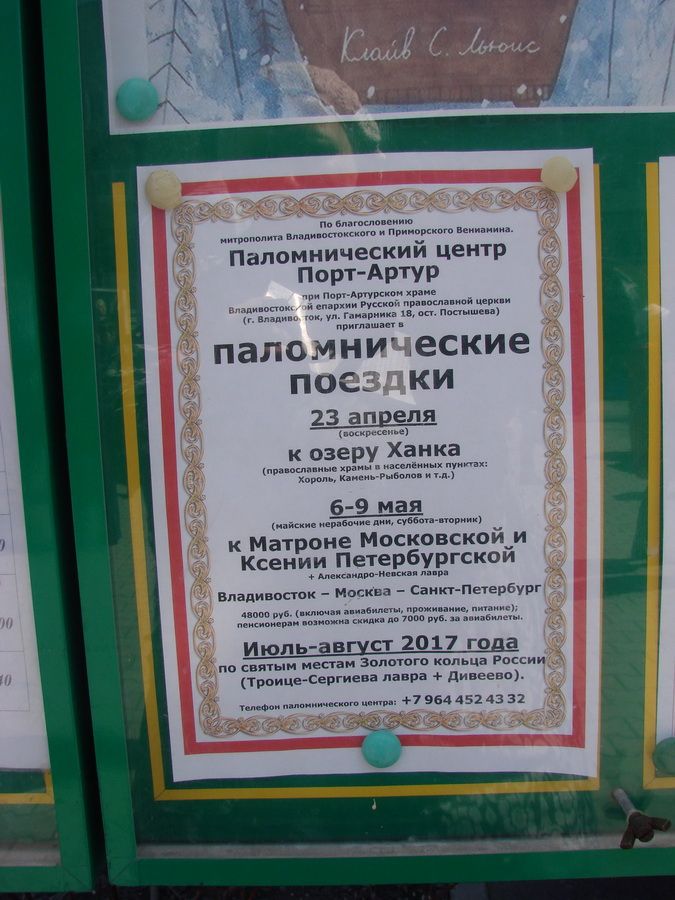 Клайв С. Льюис
По благословению
митрополита Владивостокского и Приморского Вениамина.
Паломнический центр
Порт-Артур
при Порт-Артурском храме
Владивостокской епархии Русской православной церкви
(г. Владивосток, ул. Гамарника 18, ост. Постышева)
приглашает в
паломнические
поездки
23 апреля
(воскресенье)
к озеру Ханка
(православные храмы в населённых пунктах:
Хороль, Камень-Рыболов и т.д.)
6-9 мая
(майские нерабочие дни, суббота-вторник)
к Матроне Московской и
Ксении Петербургской
+ Александро-Невская лавра
Владивосток – Москва – Санкт-Петербург
48000 руб. (включая авиабилеты, проживание, питание);
пенсионерам возможна скидка до 7000 руб. за авиабилеты.
Июль-август 2017 года
по святым местам Золотого кольца России
(Троице-Сергиева лавра + Дивеево).
Телефон паломнического центра: +7 964 452 43 32